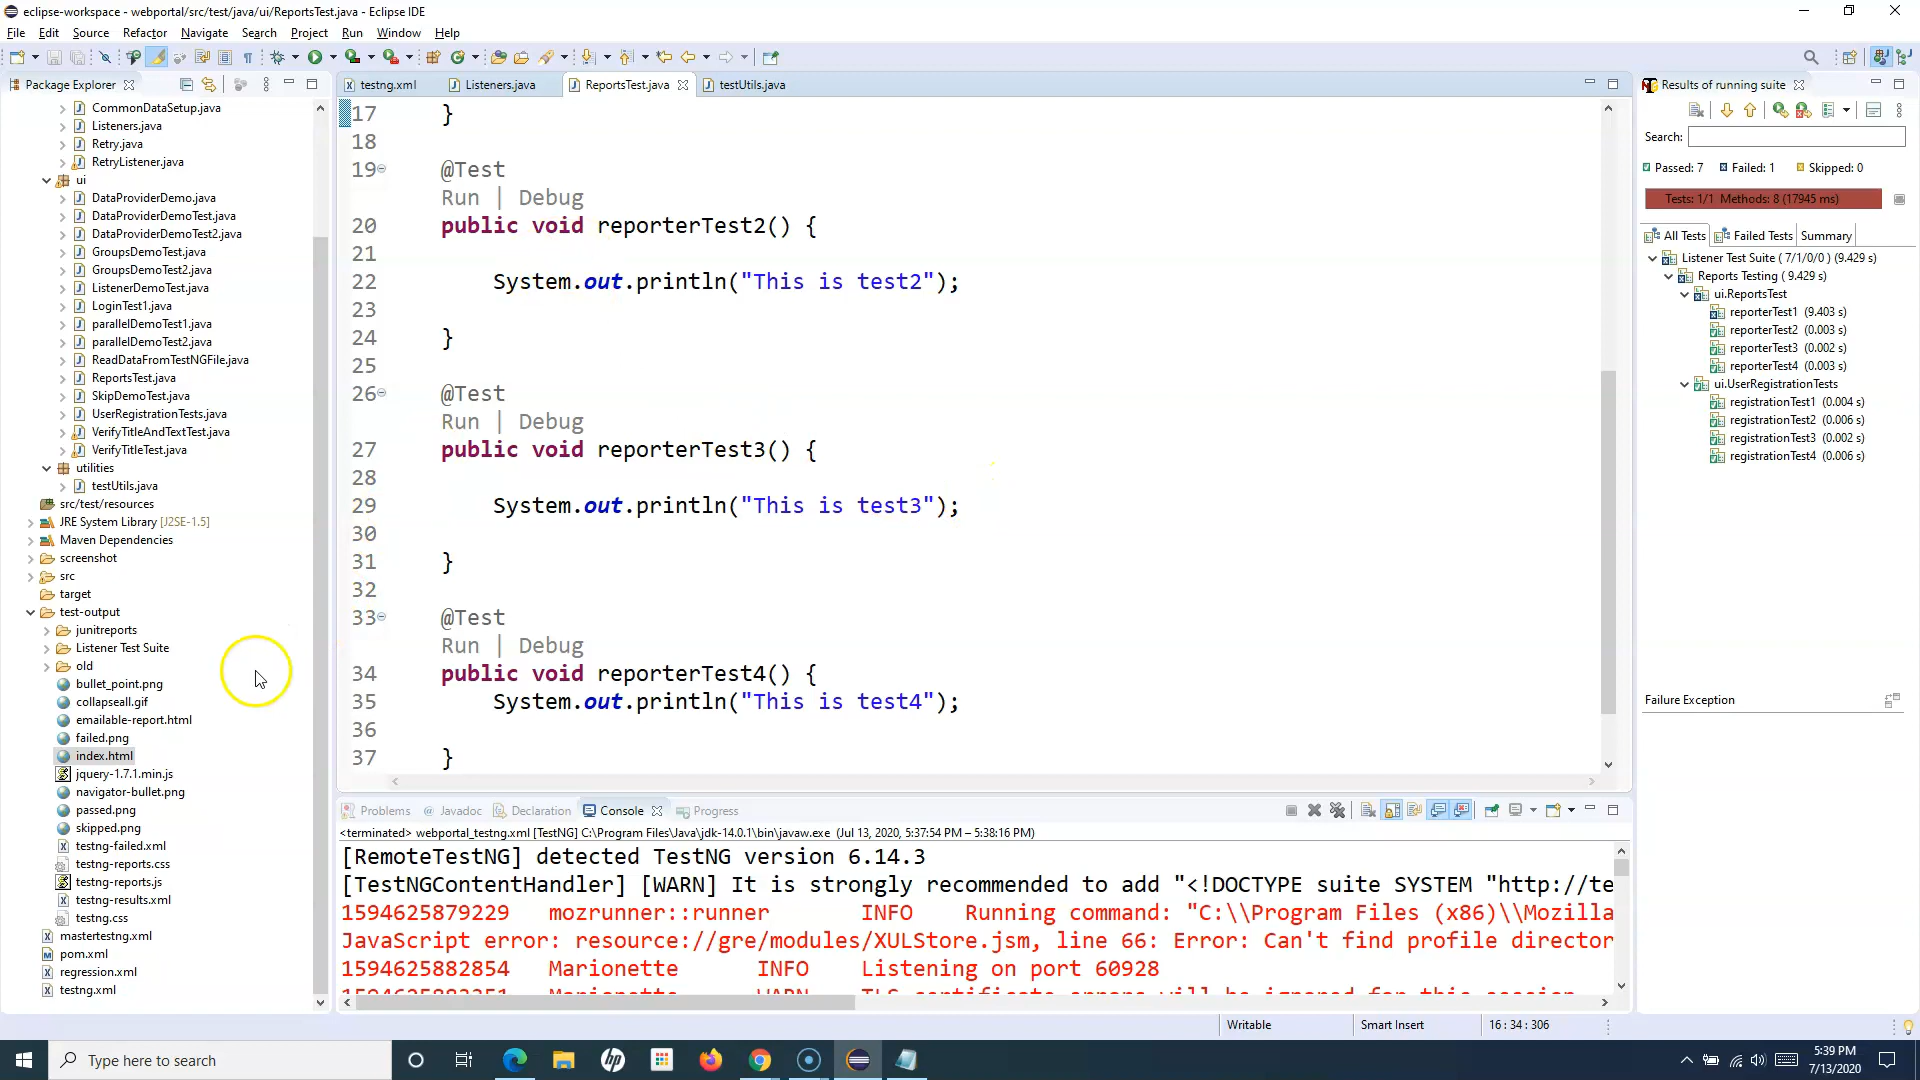 eclipse-workspace - webportal/src/test/java/ui/ReportsTest.java - Eclipse IDE
File Edit Source Refactor Navigate Search Project Run Window Help
Package Explorer
CommonDataSetup.java
Listeners.java
Retry.java
RetryListener.java
ui
DataProviderDemo.java
DataProviderDemoTest.java
DataProviderDemoTest2.java
GroupsDemoTest.java
GroupsDemoTest2.java
ListenerDemoTest.java
LoginTest1.java
parallelDemoTest1.java
parallelDemoTest2.java
ReadDataFromTestNGFile.java
ReportsTest.java
SkipDemoTest.java
UserRegistrationTests.java
VerifyTitleAndTextTest.java
VerifyTitleTest.java
utilities
testUtils.java
src/test/resources
JRE System Library [J2SE-1.5]
Maven Dependencies
screenshot
src
target
test-output
junitreports
Listener Test Suite
old
bullet_point.png
collapseall.gif
emailable-report.html
failed.png
index.html
jquery-1.7.1.min.js
navigator-bullet.png
passed.png
skipped.png
testng-failed.xml
testng-reports.css
testng-reports.js
testng-results.xml
testng.css
mastertestng.xml
pom.xml
regression.xml
testng.xml
testng.xml Listeners.java ReportsTest.java testUtils.java
17 }
18
19 @Test
Run | Debug
20 public void reporterTest2() {
21
22 System.out.println("This is test2");
23
24 }
25
26 @Test
Run | Debug
27 public void reporterTest3() {
28
29 System.out.println("This is test3");
30
31 }
32
33 @Test
Run | Debug
34 public void reporterTest4() {
35 System.out.println("This is test4");
36
37 }
Problems @ Javadoc Declaration Console Progress
<terminated> webportal_testng.xml [TestNG] C:\Program Files\Java\jdk-14.0.1\bin\javaw.exe (Jul 13, 2020, 5:37:54 PM – 5:38:16 PM)
[RemoteTestNG] detected TestNG version 6.14.3
[TestNGContentHandler] [WARN] It is strongly recommended to add "<!DOCTYPE suite SYSTEM "http://te
1594625879229 mozrunner::runner INFO Running command: "C:\\Program Files (x86)\\Mozilla
JavaScript error: resource://gre/modules/XULStore.jsm, line 66: Error: Can't find profile director
1594625882854 Marionette INFO Listening on port 60928
Results of running suite
Search:
Passed: 7 Failed: 1 Skipped: 0
Tests: 1/1 Methods: 8 (17945 ms)
All Tests Failed Tests Summary
Listener Test Suite ( 7/1/0/0 ) (9.429 s)
Reports Testing ( 9.429 s)
ui.ReportsTest
reporterTest1 (9.403 s)
reporterTest2 (0.003 s)
reporterTest3 (0.002 s)
reporterTest4 (0.003 s)
ui.UserRegistrationTests
registrationTest1 (0.004 s)
registrationTest2 (0.006 s)
registrationTest3 (0.002 s)
registrationTest4 (0.006 s)
Failure Exception
Writable Smart Insert 16 : 34 : 306
Type here to search
5:39 PM
7/13/2020